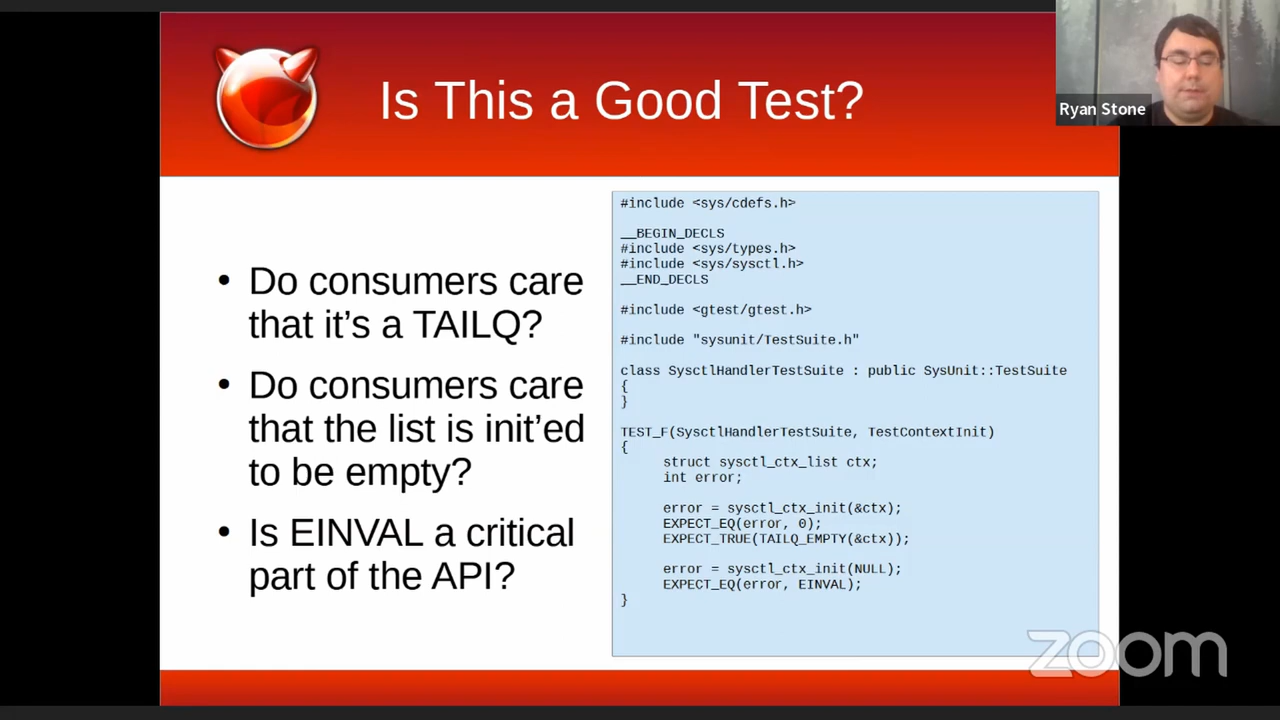 Is This a Good Test?
Ryan Stone
• Do consumers care
that it's a TAILQ?
• Do consumers care
that the list is init'ed
to be empty?
• Is EINVAL a critical
part of the API?
#include <sys/cdefs.h>
__BEGIN_DECLS
#include <sys/types.h>
#include <sys/sysctl.h>
__END_DECLS
#include <gtest/gtest.h>
#include "sysunit/TestSuite.h"
class SysctlHandlerTestSuite : public SysUnit::TestSuite
{
}
TEST_F(SysctlHandlerTestSuite, TestContextInit)
{
struct sysctl_ctx_list ctx;
int error;
error = sysctl_ctx_init(&ctx);
EXPECT_EQ(error, 0);
EXPECT_TRUE(TAILQ_EMPTY(&ctx));
error = sysctl_ctx_init(NULL);
EXPECT_EQ(error, EINVAL);
}
zoom